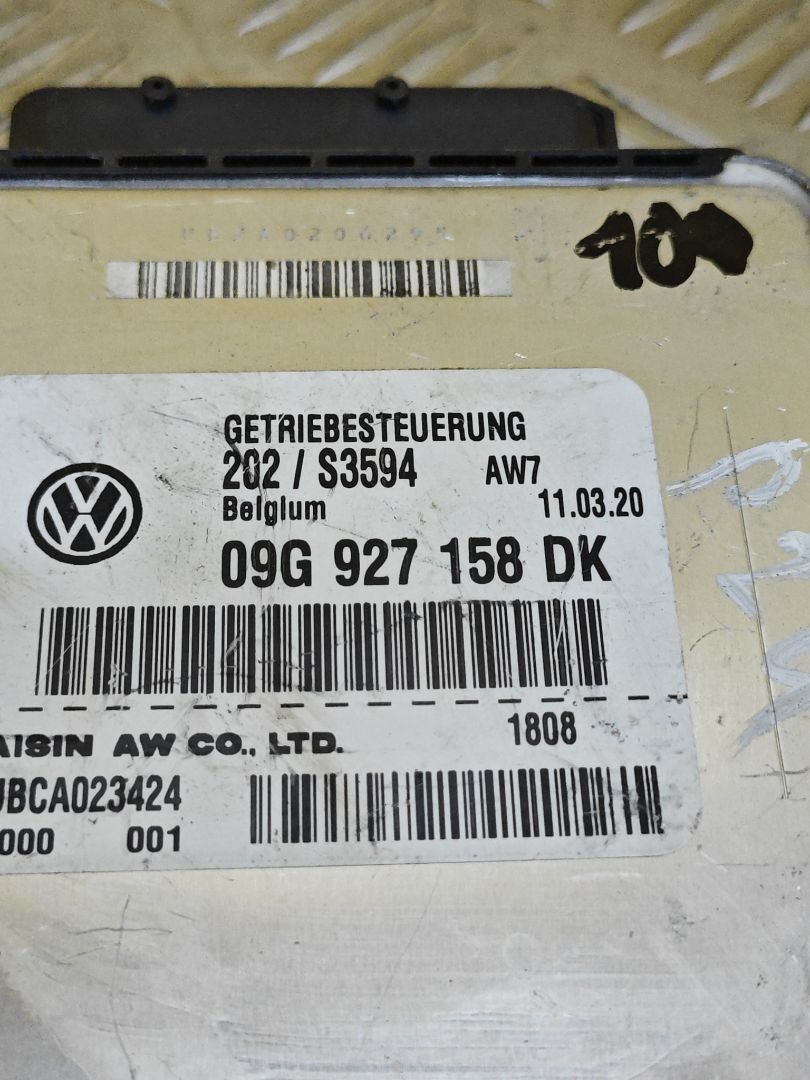 100
GETRIEBESTEUERUNG
202 / S3594 AW7
Belgium 11.03.20
09G 927 158 DK
AISIN AW CO., LTD. 1808
UBCA023424
000 001